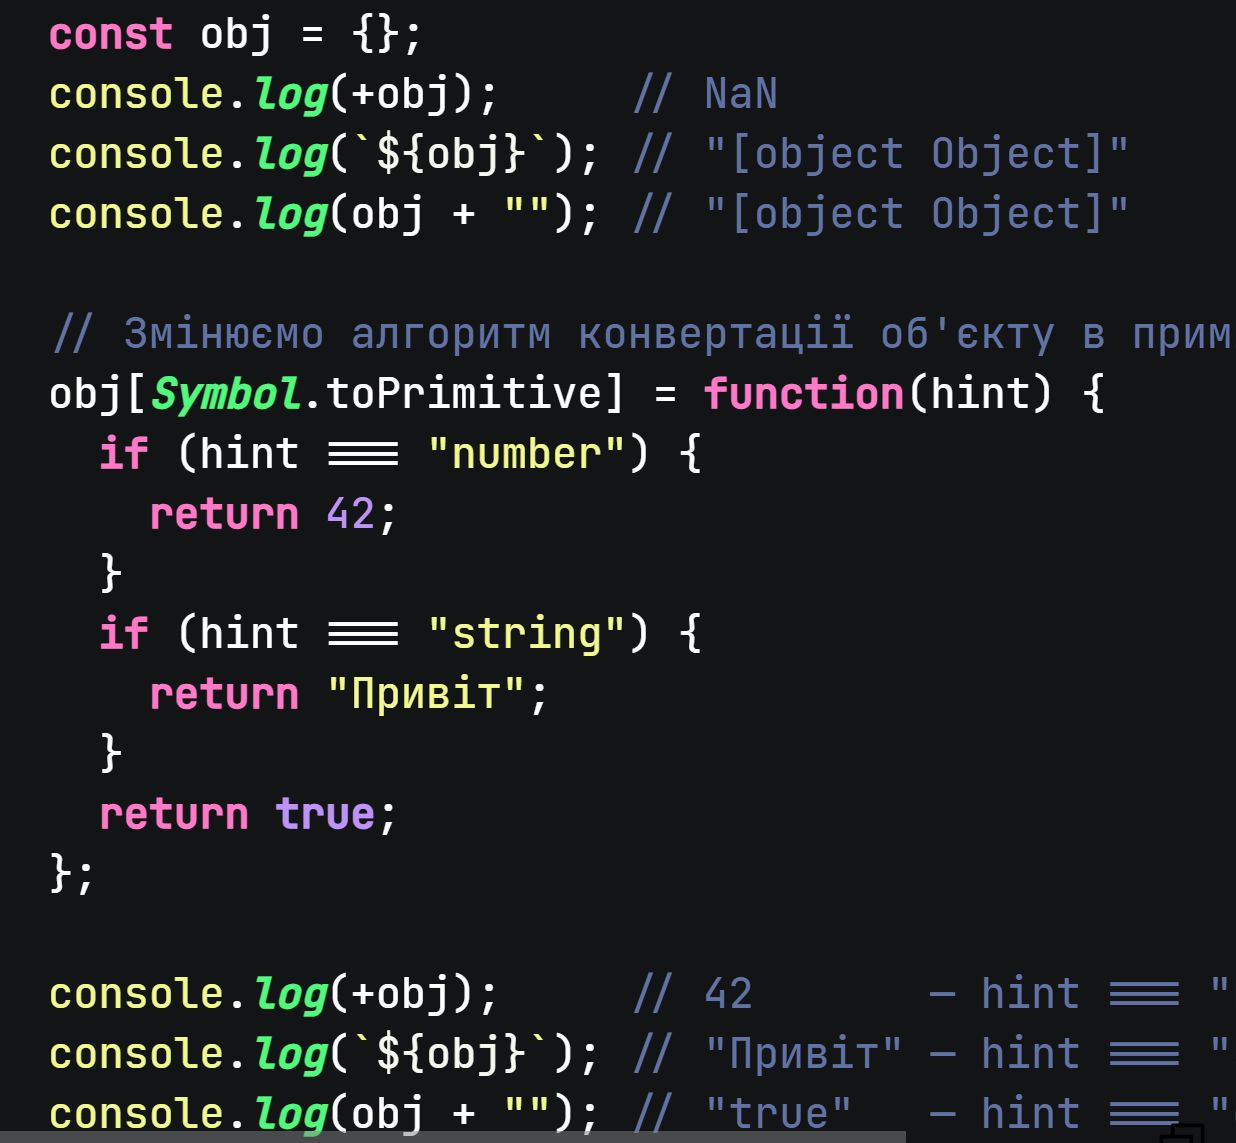 const obj = {};
console.log(+obj);     // NaN
console.log(`${obj}`); // "[object Object]"
console.log(obj + ""); // "[object Object]"
// Змінюємо алгоритм конвертації об'єкту в
obj[Symbol.toPrimitive] = function(hint) {
  if (hint === "number") {
    return 42;
  }
  if (hint === "string") {
    return "Привіт";
  }
  return true;
};
console.log(+obj);     // 42       — hint === "
console.log(`${obj}`); // "Привіт" — hint === "
console.log(obj + ""); // "true"   — hint === "